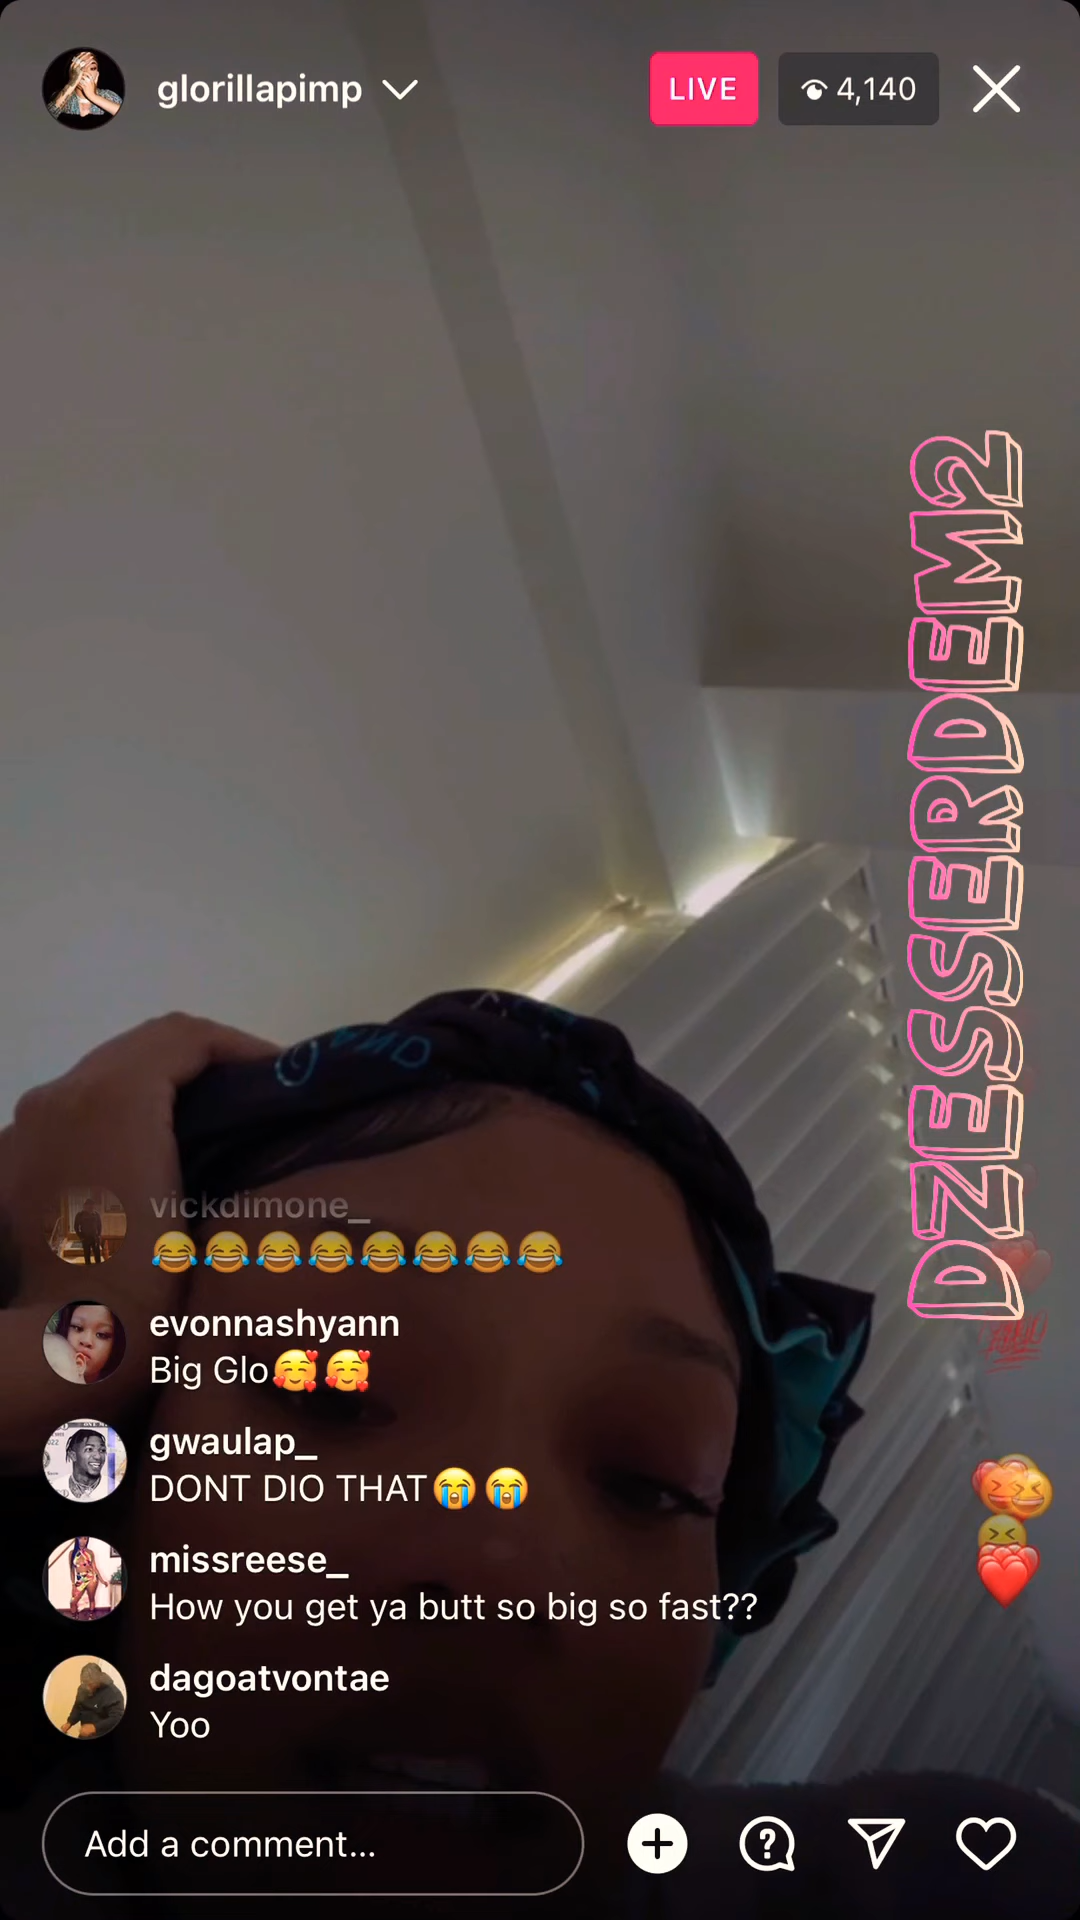 glorillapimp
LIVE
4,140
DZESSSERDEM2
vickdimone_
😂😂😂😂😂😂😂😂
evonnashyann
Big Glo🥰🥰
gwaulap_
DONT DIO THAT😭😭
missreese_
How you get ya butt so big so fast??
dagoatvontae
Yoo
Add a comment...